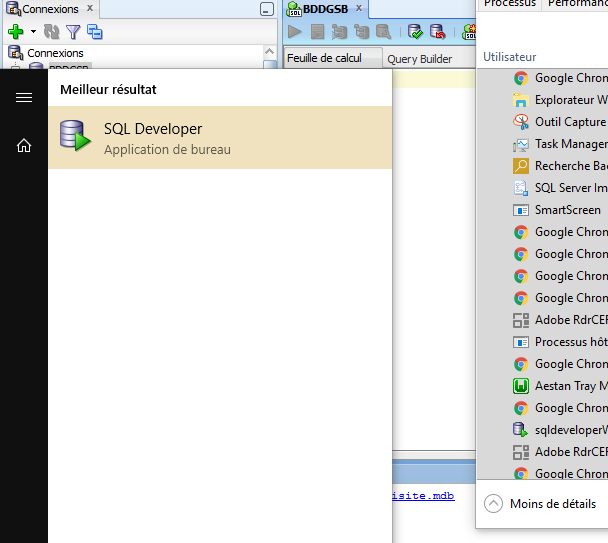 Connexions
Connexions
BDDGSB
Meilleur résultat
SQL Developer
Application de bureau
BDDGSB
SQL
Feuille de calcul
Query Builder
isite.mdb
Processus
Performanc
Utilisateur
Google Chron
Explorateur W
Outil Capture
Task Manager
Recherche Bac
SQL Server Im
SmartScreen
Google Chron
Google Chron
Google Chron
Google Chron
Adobe RdrCEF
Processus hôt
Google Chron
Aestan Tray M
Google Chron
sqldeveloperW
Adobe RdrCEF
Google Chron
Moins de détails